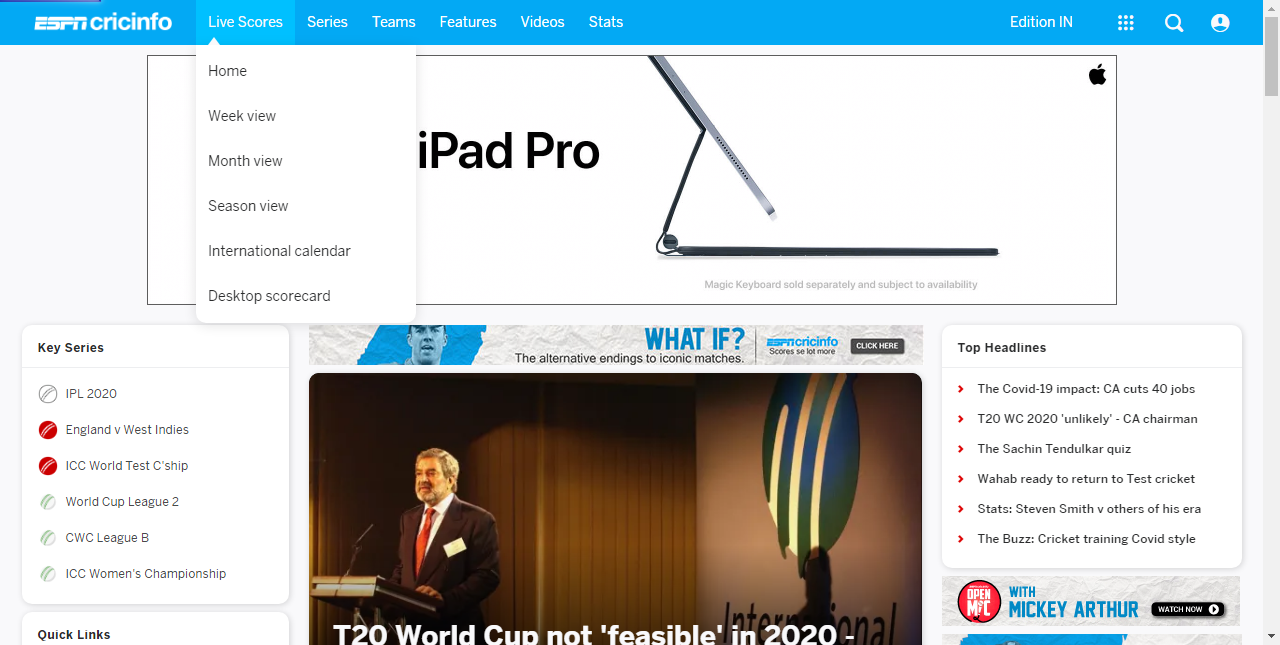 ESPN cricinfo
Live Scores
Series
Teams
Features
Videos
Stats
Edition IN
Home
Week view
Month view
Season view
International calendar
Desktop scorecard
iPad Pro
Magic Keyboard sold separately and subject to availability
Key Series
IPL 2020
England v West Indies
ICC World Test C'ship
World Cup League 2
CWC League B
ICC Women's Championship
Quick Links
WHAT IF?
The alternative endings to iconic matches.
ESPN cricinfo
Scores se lot more
CLICK HERE
International
T20 World Cup not 'feasible' in 2020 -
Top Headlines
The Covid-19 impact: CA cuts 40 jobs
T20 WC 2020 'unlikely' - CA chairman
The Sachin Tendulkar quiz
Wahab ready to return to Test cricket
Stats: Steven Smith v others of his era
The Buzz: Cricket training Covid style
OPEN MIC
WITH
MICKEY ARTHUR
WATCH NOW